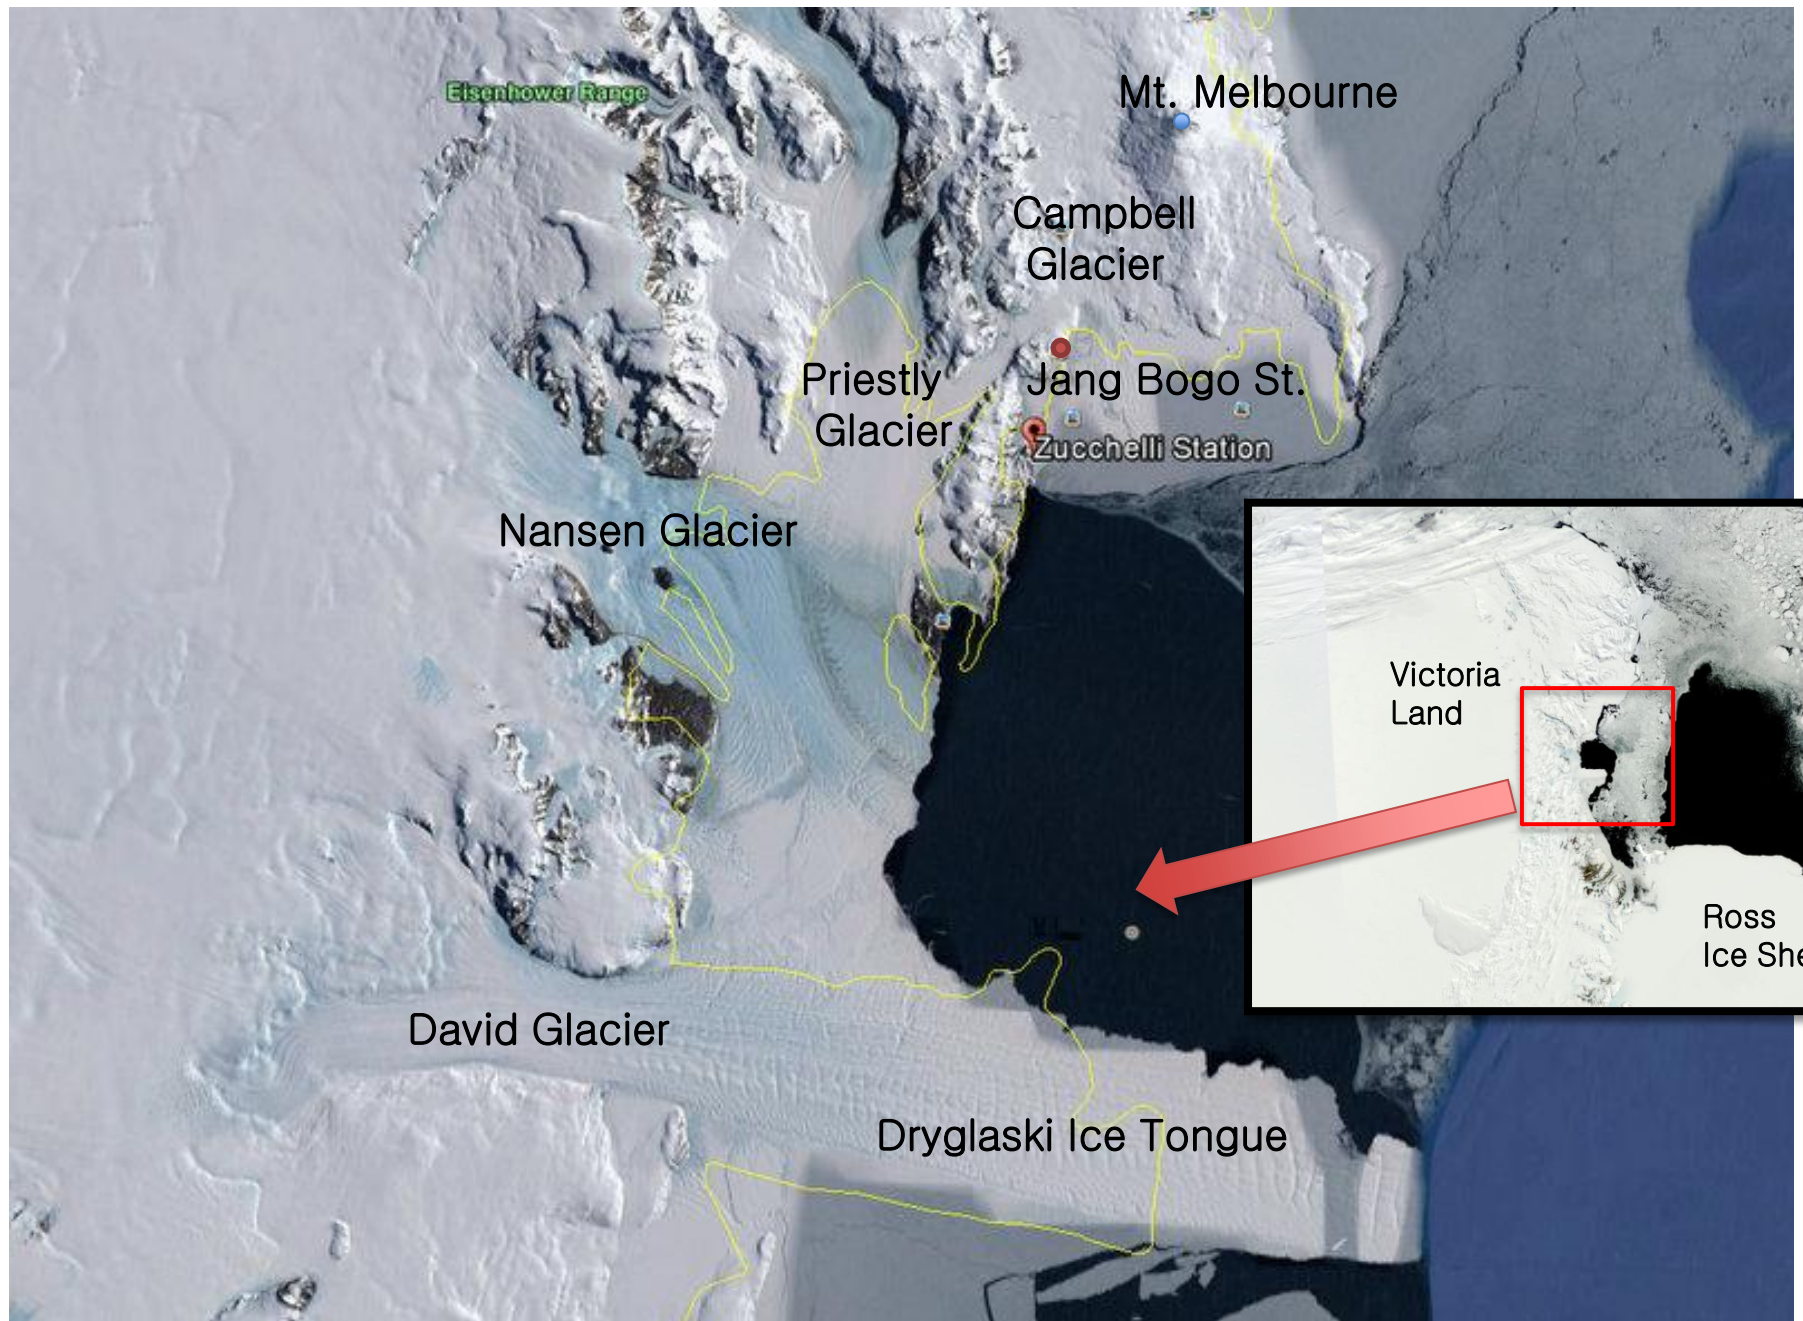 Eisenhower Range
Mt. Melbourne
Campbell
Glacier
Priestly
Glacier
Jang Bogo St.
Zucchelli Station
Nansen Glacier
Victoria
Land
Ross
Ice She
David Glacier
Dryglaski Ice Tongue